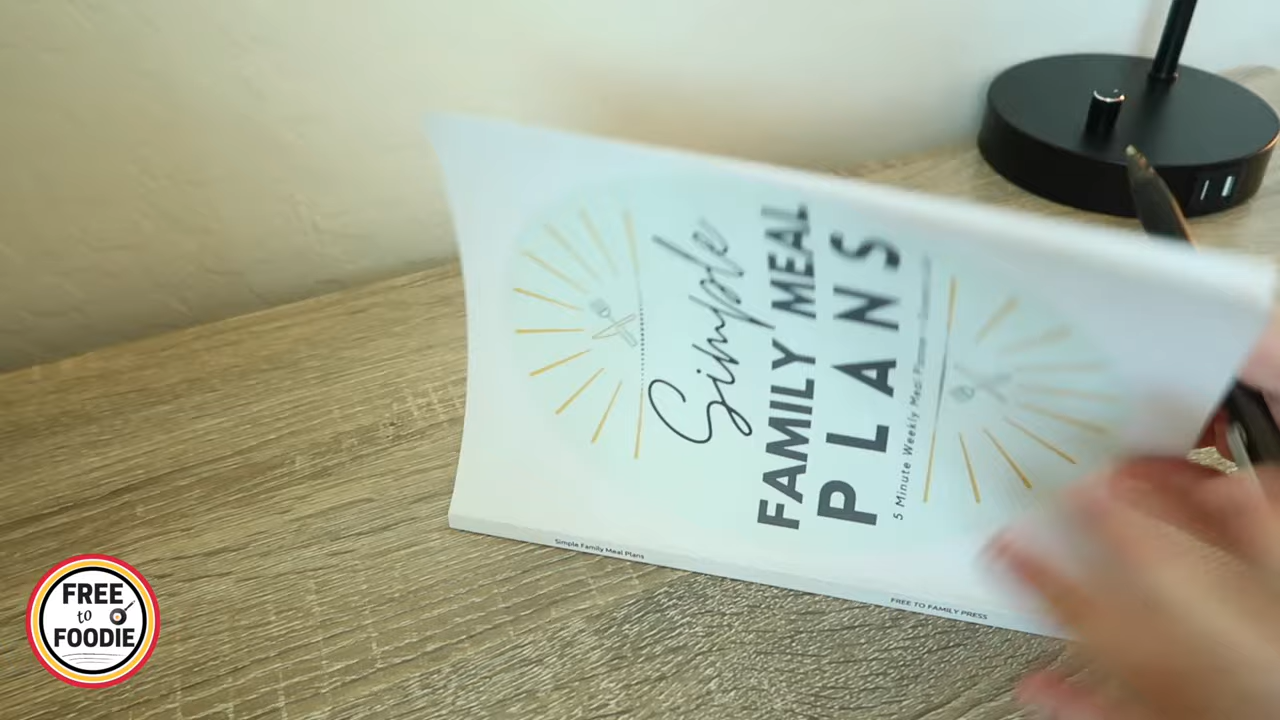 Simple
FAMILY MEAL
PLANS
5 Minute Weekly Meal Planner
Simple Family Meal Plans
FREE TO FAMILY PRESS
FREE
to
FOODIE